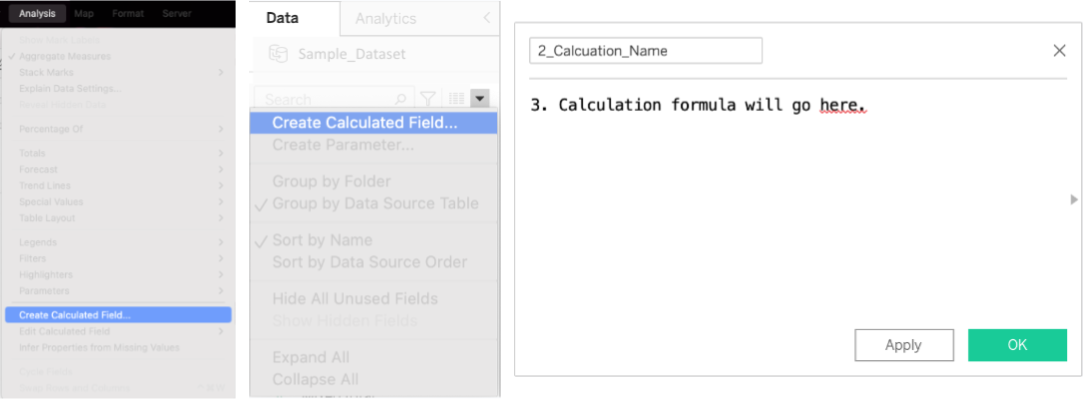 Analysis Map Format Server
Show Mark Labels
✓ Aggregate Measures
Stack Marks
Explain Data Settings...
Reveal Hidden Data
Percentage Of
Totals
Forecast
Trend Lines
Special Values
Table Layout
Legends
Filters
Highlighters
Parameters
Create Calculated Field...
Edit Calculated Field
Infer Properties from Missing Values
Cycle Fields
Swap Rows and Columns
Data Analytics
Sample_Dataset
Search
Create Calculated Field...
Create Parameter...
Group by Folder
✓ Group by Data Source Table
✓ Sort by Name
Sort by Data Source Order
Hide All Unused Fields
Show Hidden Fields
Expand All
Collapse All
2_Calcuation_Name
3. Calculation formula will go here.
Apply OK